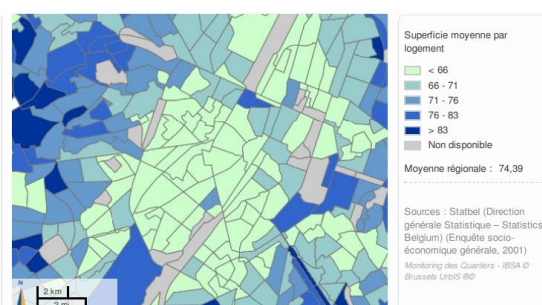 Superficie moyenne par
logement
< 66
66 - 71
71 - 76
76 - 83
> 83
Non disponible
Moyenne régionale : 74,39
Sources : Statbel (Direction
générale Statistique – Statistics
Belgium) (Enquête socio-
économique générale, 2001)
Monitoring des Quartiers - IBSA ©
Brussels UrbIS ®©
N
2 km
2 mi